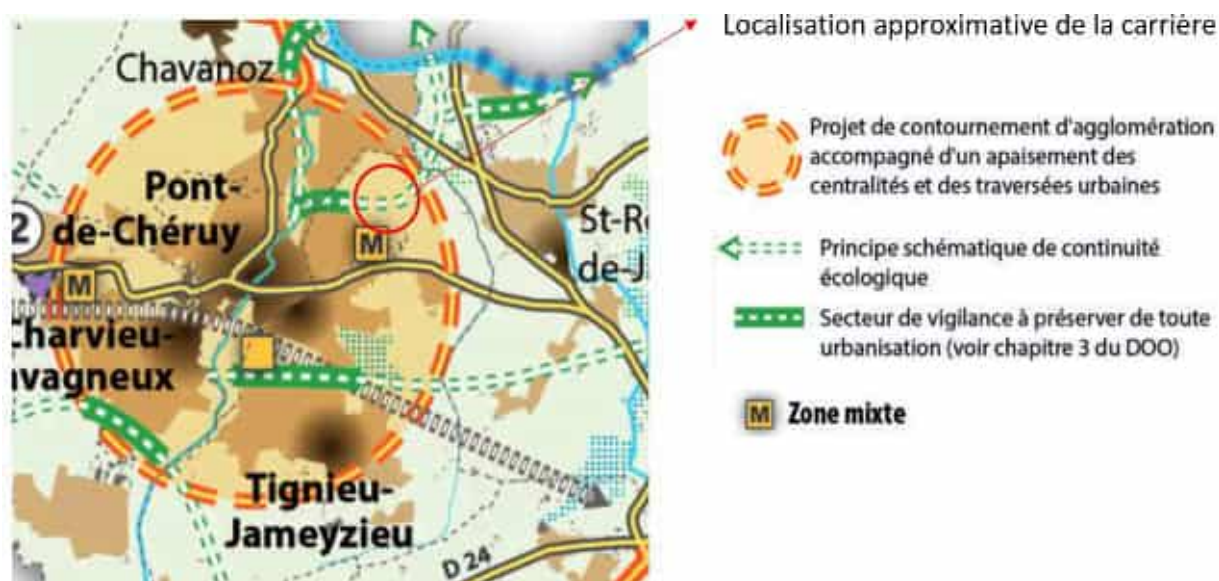 Localisation approximative de la carrière
Chavanoz
Pont-
de-Chéruy
2
M
M
St-R
de-J
Charvieu-
avagneux
Tignieu-
Jameyzieu
D 24
Projet de contournement d'agglomération
accompagné d'un apaisement des
centralités et des traversées urbaines
Principe schématique de continuité
écologique
Secteur de vigilance à préserver de toute
urbanisation (voir chapitre 3 du DOO)
M Zone mixte